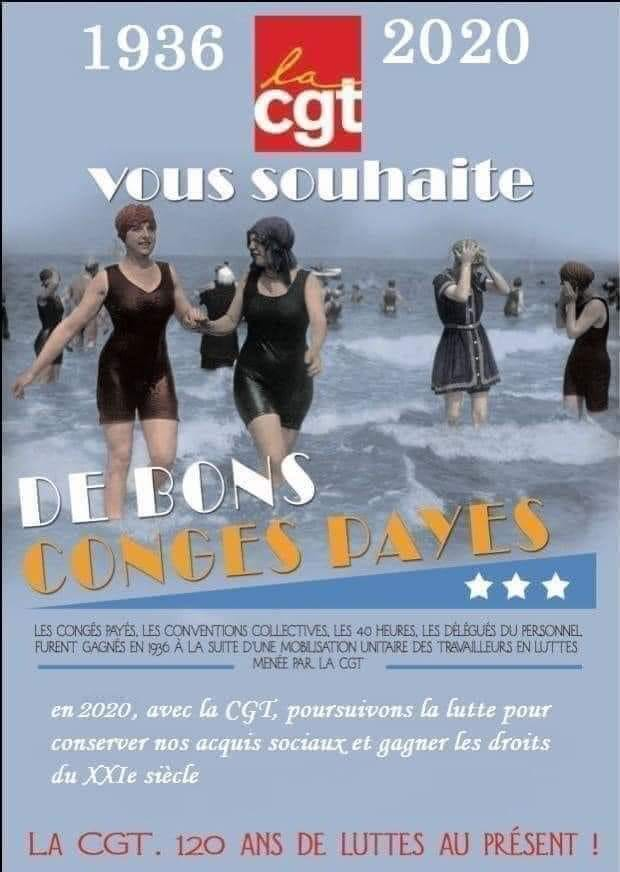 1936 la cgt 2020
vous souhaite
DE BONS
CONGES PAYES
LES CONGÉS PAYÉS, LES CONVENTIONS COLLECTIVES, LES 40 HEURES, LES DÉLÉGUÉS DU PERSONNEL
FURENT GAGNÉS EN 1936 À LA SUITE D'UNE MOBILISATION UNITAIRE DES TRAVAILLEURS EN LUTTES
MENÉE PAR LA CGT
en 2020, avec la CGT, poursuivons la lutte pour
conserver nos acquis sociaux et gagner les droits
du XXIe siècle
LA CGT. 120 ANS DE LUTTES AU PRÉSENT !